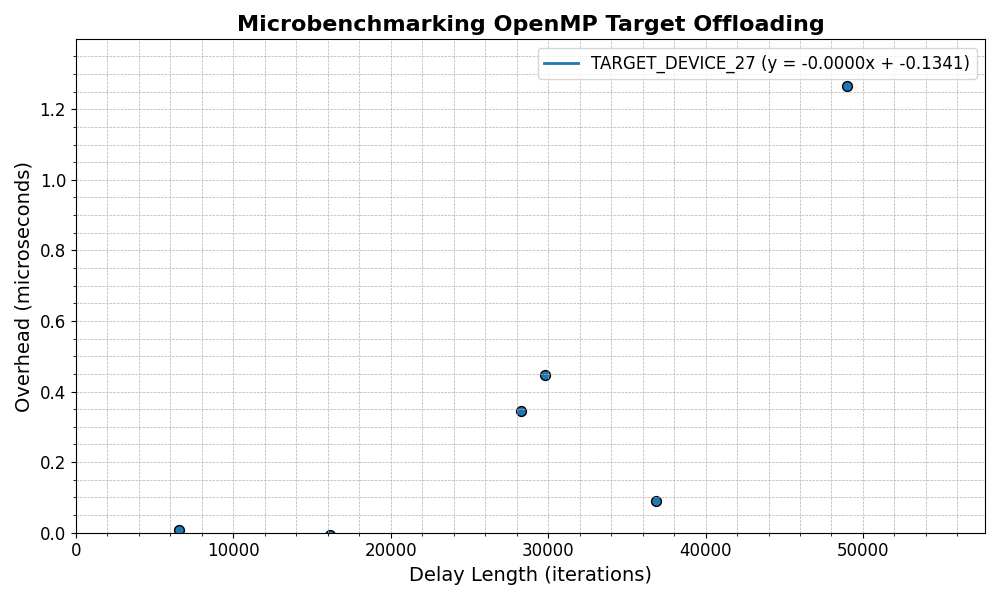 Microbenchmarking OpenMP Target Offloading
TARGET_DEVICE_27 (y = -0.0000x + -0.1341)
Overhead (microseconds)
1.2
1.0
0.8
0.6
0.4
0.2
0.0
0 10000 20000 30000 40000 50000
Delay Length (iterations)